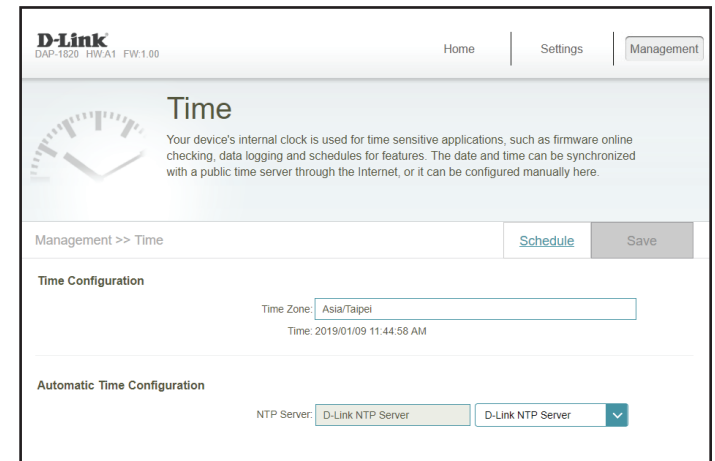 D-Link
DAP-1820 HW:A1 FW:1.00
Home Settings Management
Time
Your device's internal clock is used for time sensitive applications, such as firmware online
checking, data logging and schedules for features. The date and time can be synchronized
with a public time server through the Internet, or it can be configured manually here.
Management >> Time Schedule Save
Time Configuration
Time Zone: Asia/Taipei
Time: 2019/01/09 11:44:58 AM
Automatic Time Configuration
NTP Server: D-Link NTP Server D-Link NTP Server